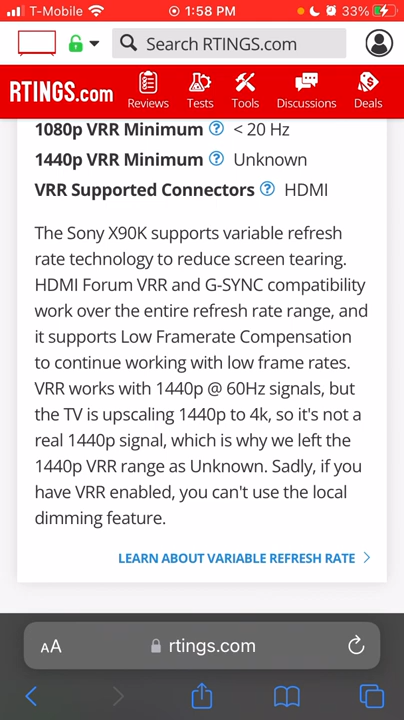 T-Mobile 1:58 PM 33%
Search RTINGS.com
RTINGS.com Reviews Tests Tools Discussions Deals
1080p VRR Minimum ? < 20 Hz
1440p VRR Minimum ? Unknown
VRR Supported Connectors ? HDMI
The Sony X90K supports variable refresh
rate technology to reduce screen tearing.
HDMI Forum VRR and G-SYNC compatibility
work over the entire refresh rate range, and
it supports Low Framerate Compensation
to continue working with low frame rates.
VRR works with 1440p @ 60Hz signals, but
the TV is upscaling 1440p to 4k, so it's not a
real 1440p signal, which is why we left the
1440p VRR range as Unknown. Sadly, if you
have VRR enabled, you can't use the local
dimming feature.
LEARN ABOUT VARIABLE REFRESH RATE
AA rtings.com